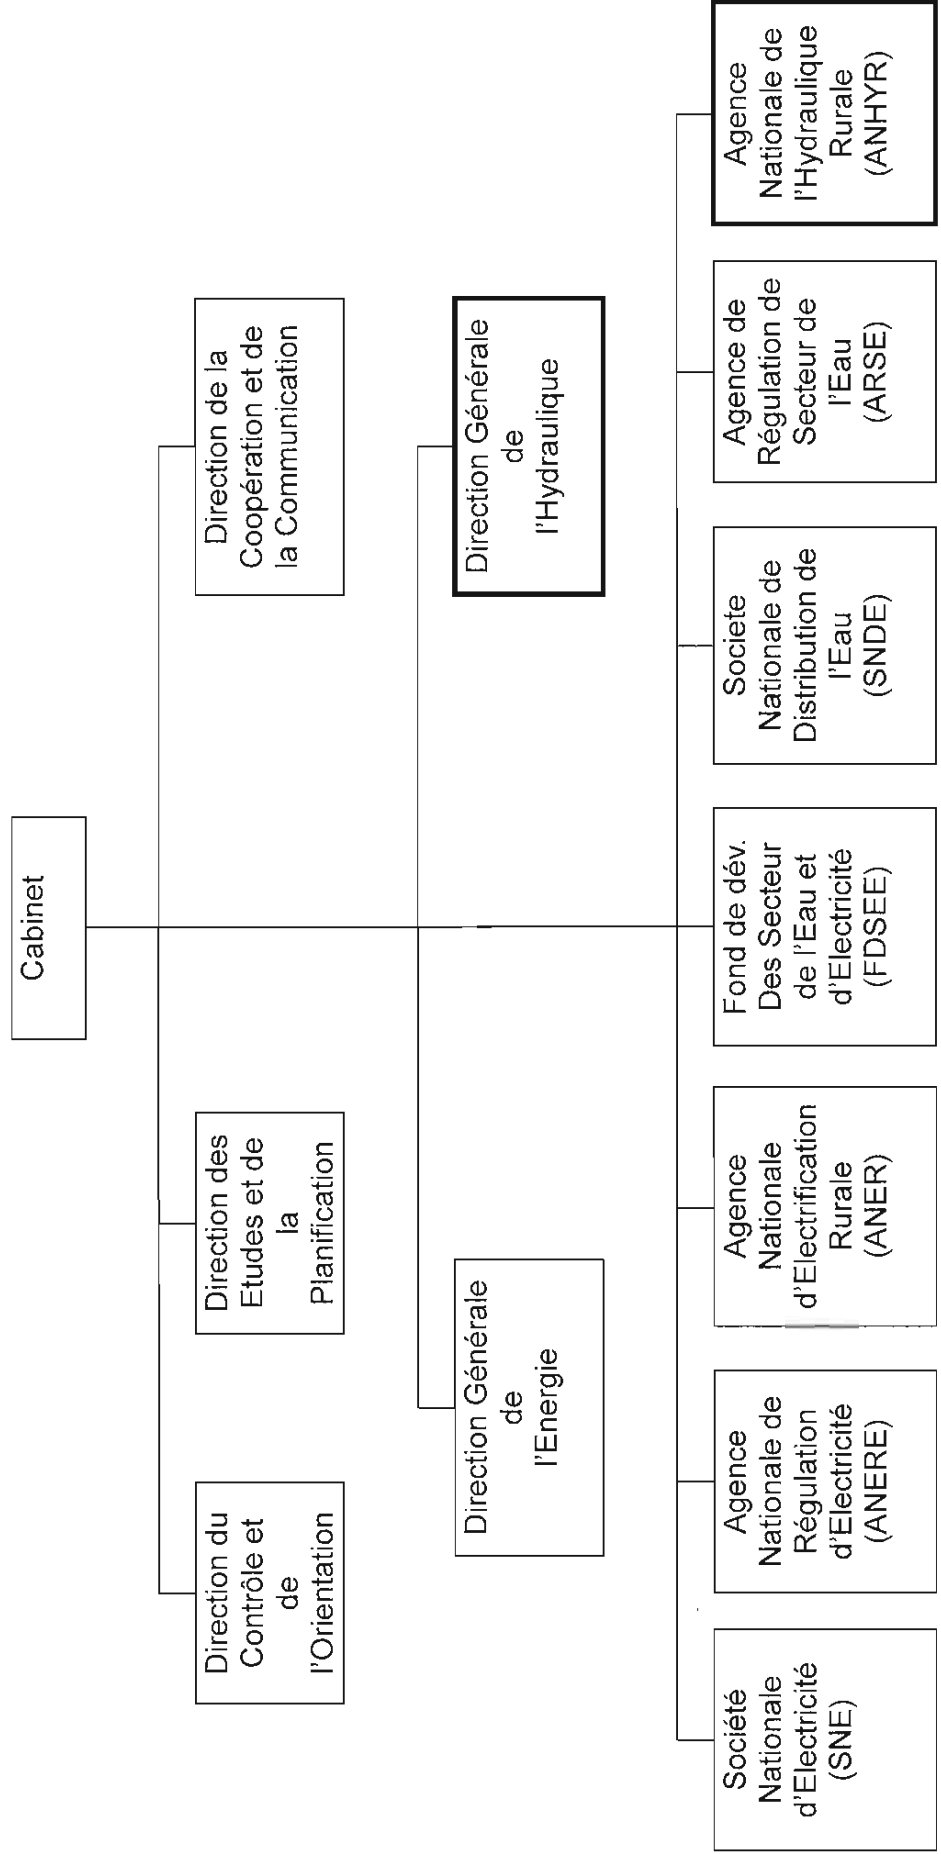 Cabinet
Direction du
Contrôle et
de
l'Orientation
Direction des
Etudes et de
la
Planification
Direction de la
Coopération et de
la Communication
Direction Générale
de
l'Energie
Direction Générale
de
l'Hydraulique
Société
Nationale
d'Electricité
(SNE)
Agence
Nationale de
Régulation
d'Electricité
(ANERE)
Agence
Nationale
d'Electrification
Rurale
(ANER)
Fond de dév.
Des Secteur
de l'Eau et
d'Electricité
(FDSEE)
Societe
Nationale de
Distribution de
l'Eau
(SNDE)
Agence de
Régulation de
Secteur de
l'Eau
(ARSE)
Agence
Nationale de
l'Hydraulique
Rurale
(ANHYR)